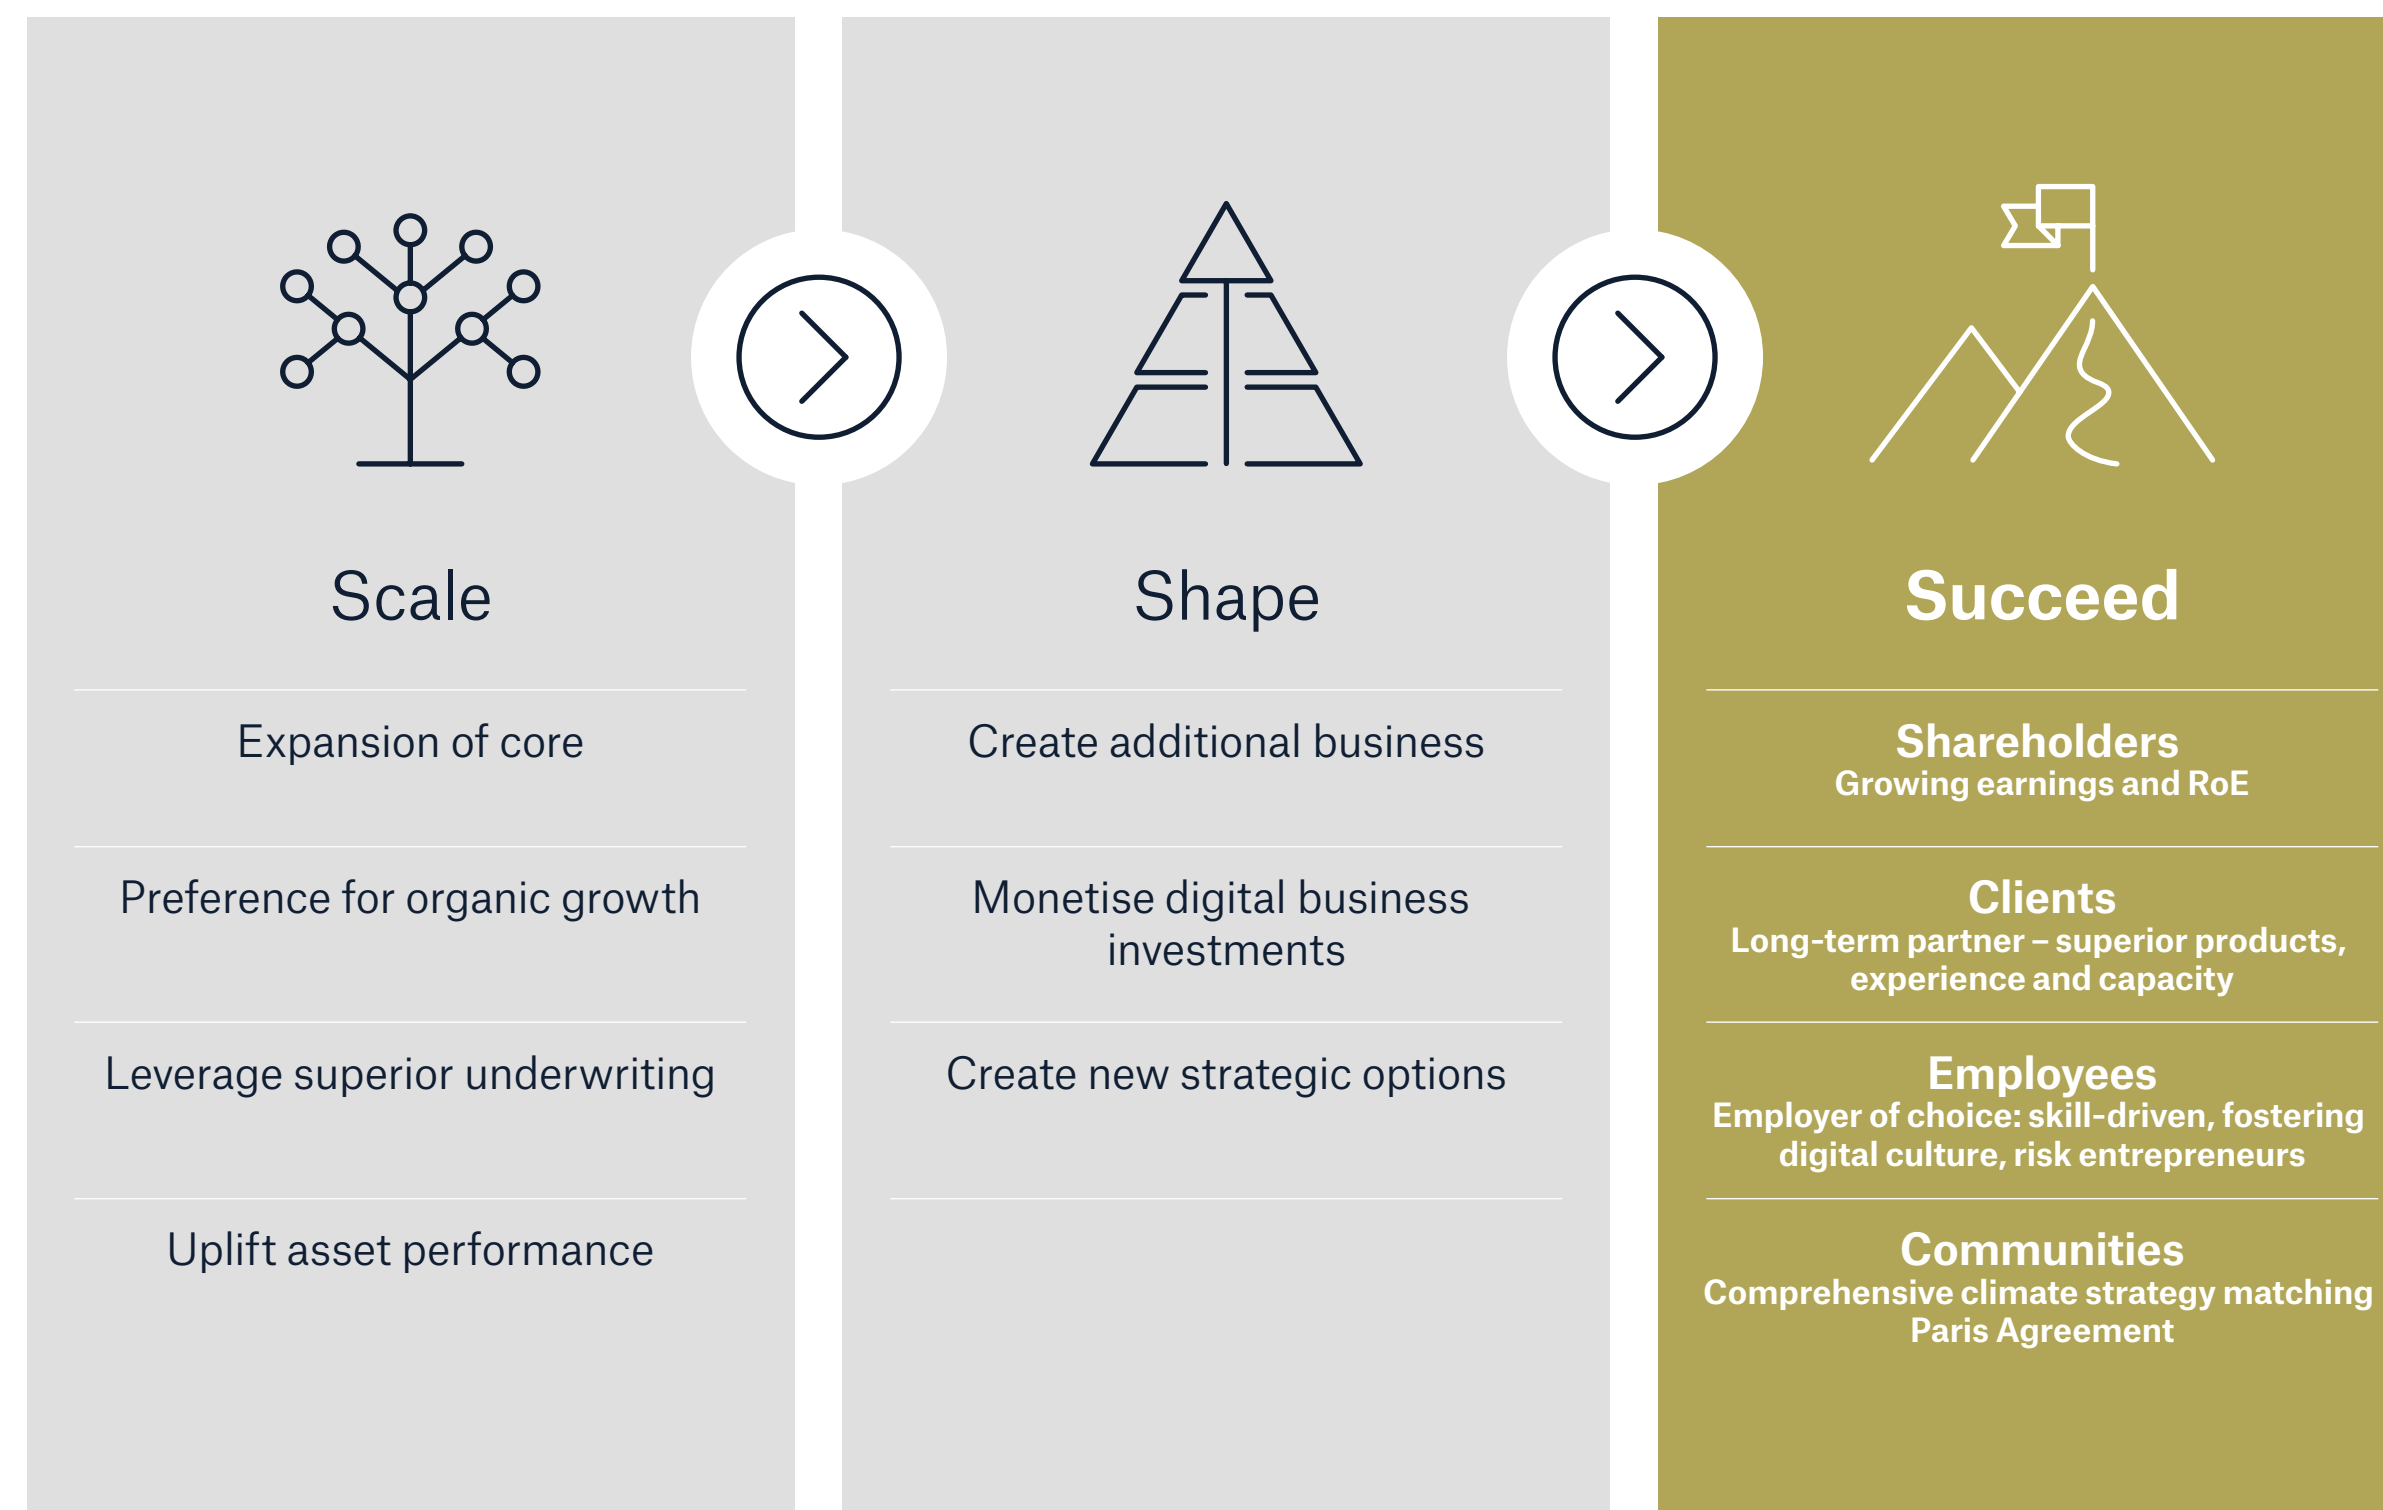 Scale
Expansion of core
Preference for organic growth
Leverage superior underwriting
Uplift asset performance
Shape
Create additional business
Monetise digital business
investments
Create new strategic options
Succeed
Shareholders
Growing earnings and RoE
Clients
Long-term partner – superior products,
experience and capacity
Employees
Employer of choice: skill-driven, fostering
digital culture, risk entrepreneurs
Communities
Comprehensive climate strategy matching
Paris Agreement